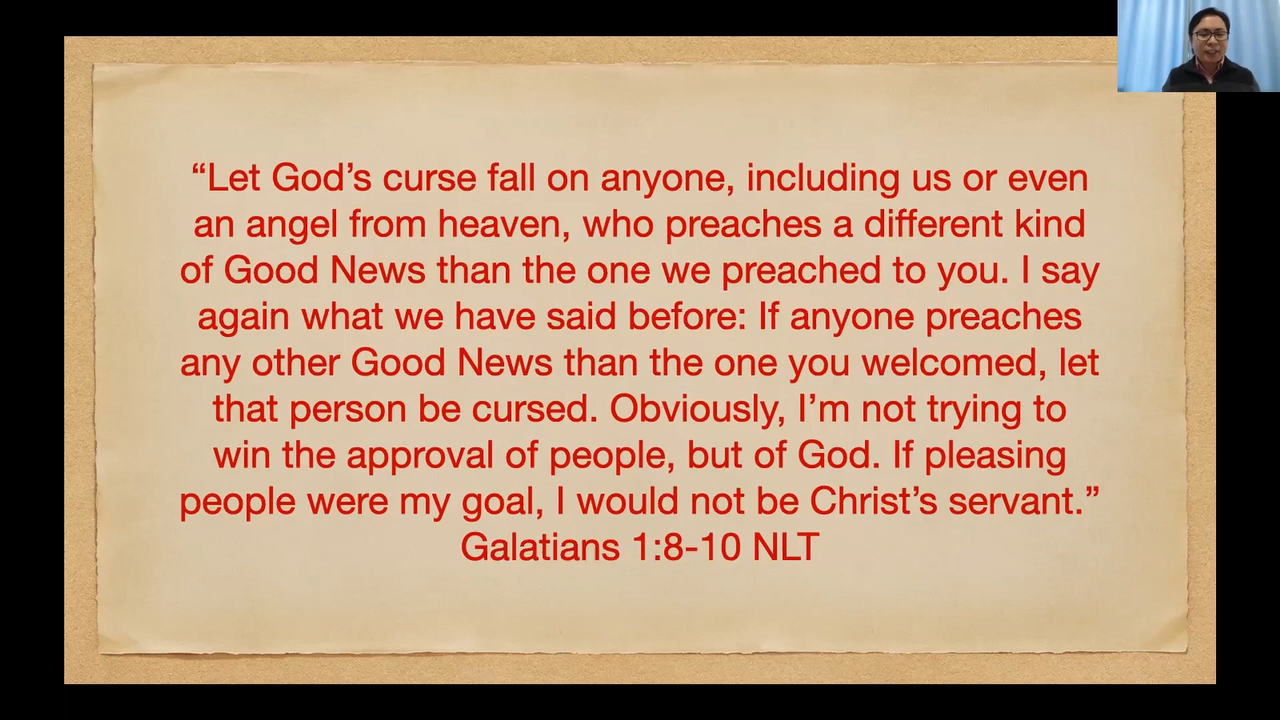 “Let God’s curse fall on anyone, including us or even
an angel from heaven, who preaches a different kind
of Good News than the one we preached to you. I say
again what we have said before: If anyone preaches
any other Good News than the one you welcomed, let
that person be cursed. Obviously, I’m not trying to
win the approval of people, but of God. If pleasing
people were my goal, I would not be Christ’s servant.”
Galatians 1:8-10 NLT